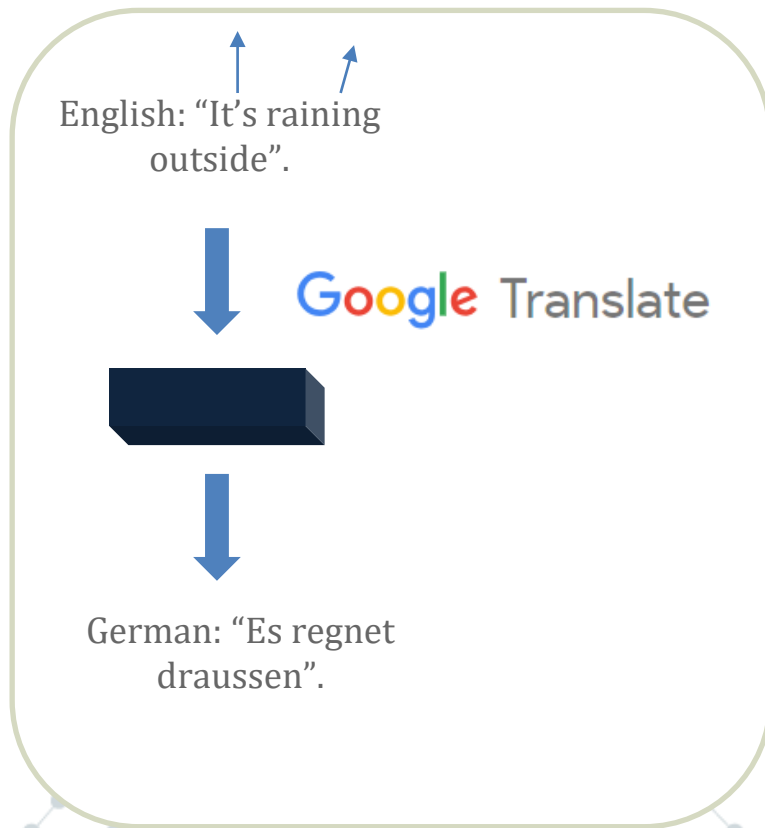 English: “It’s raining
outside”.
Google Translate
German: “Es regnet
draussen”.